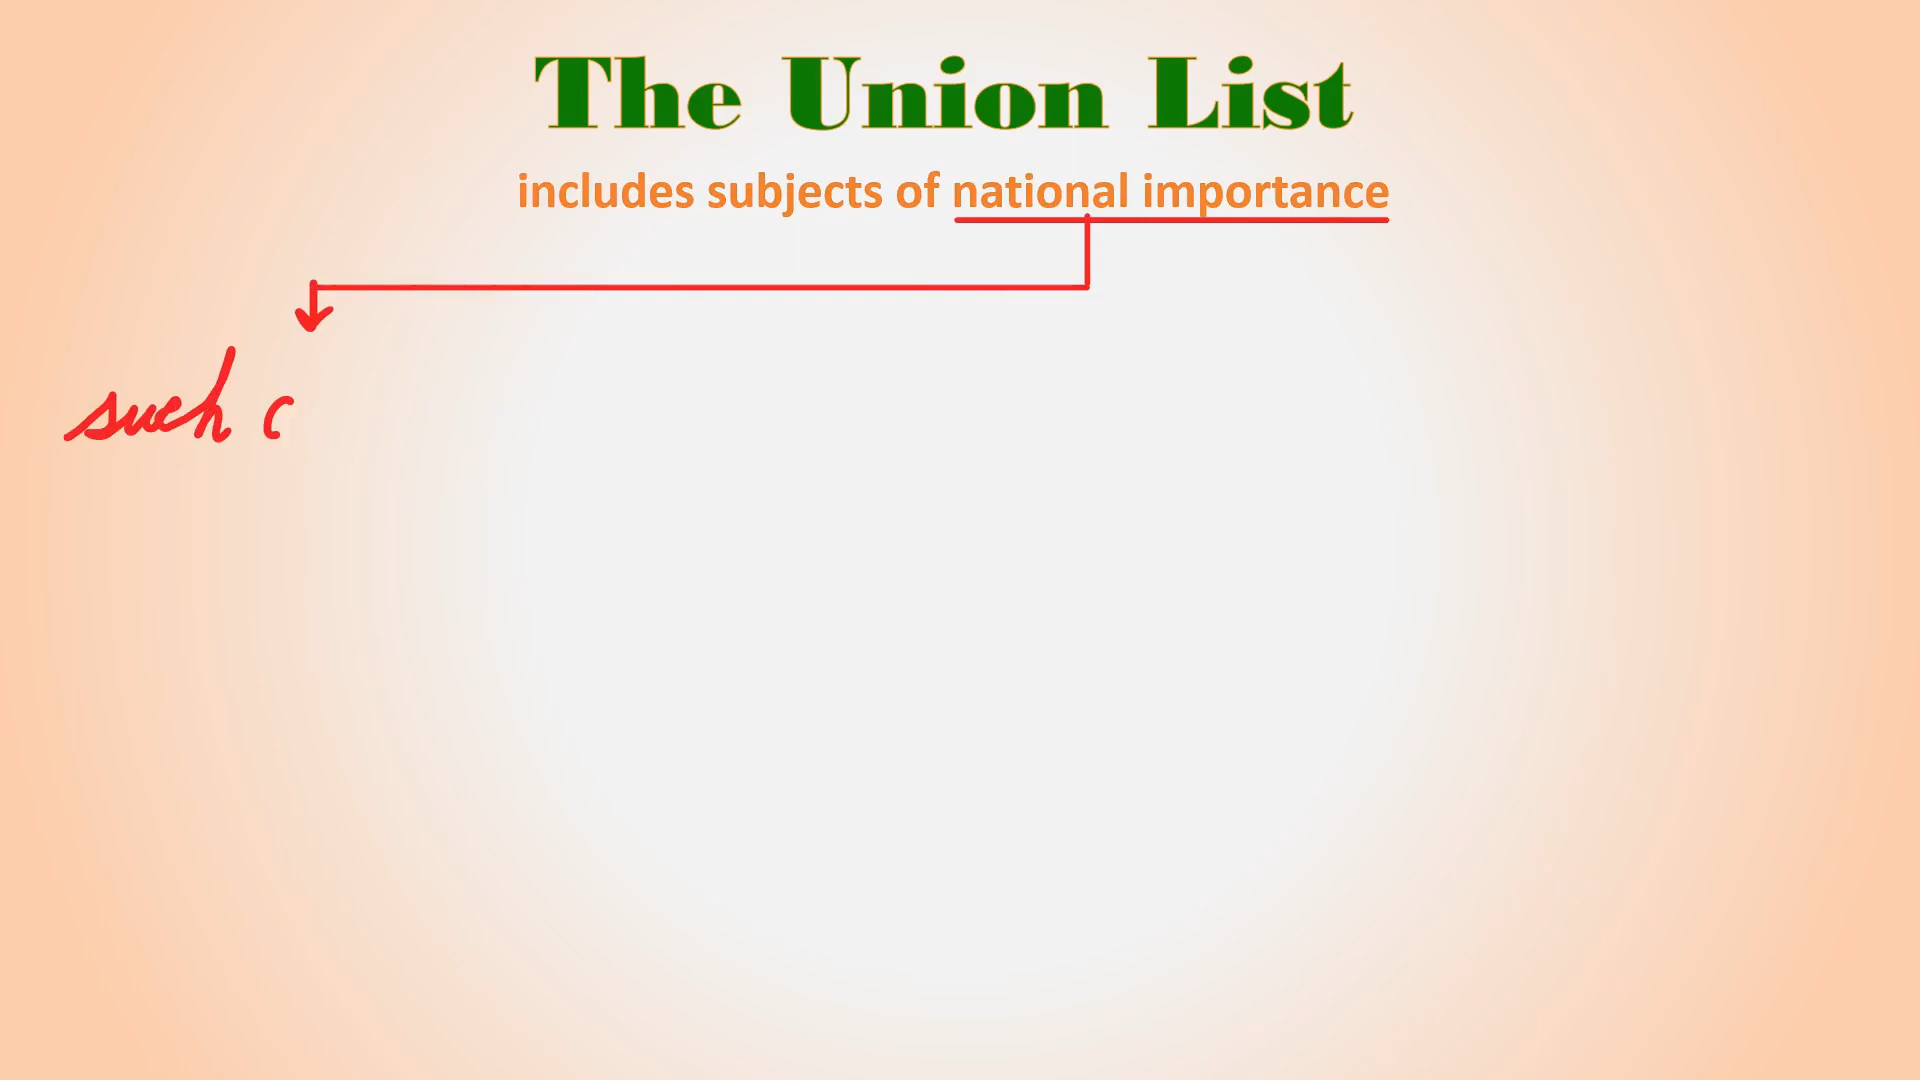 The Union List
includes subjects of national importance
such